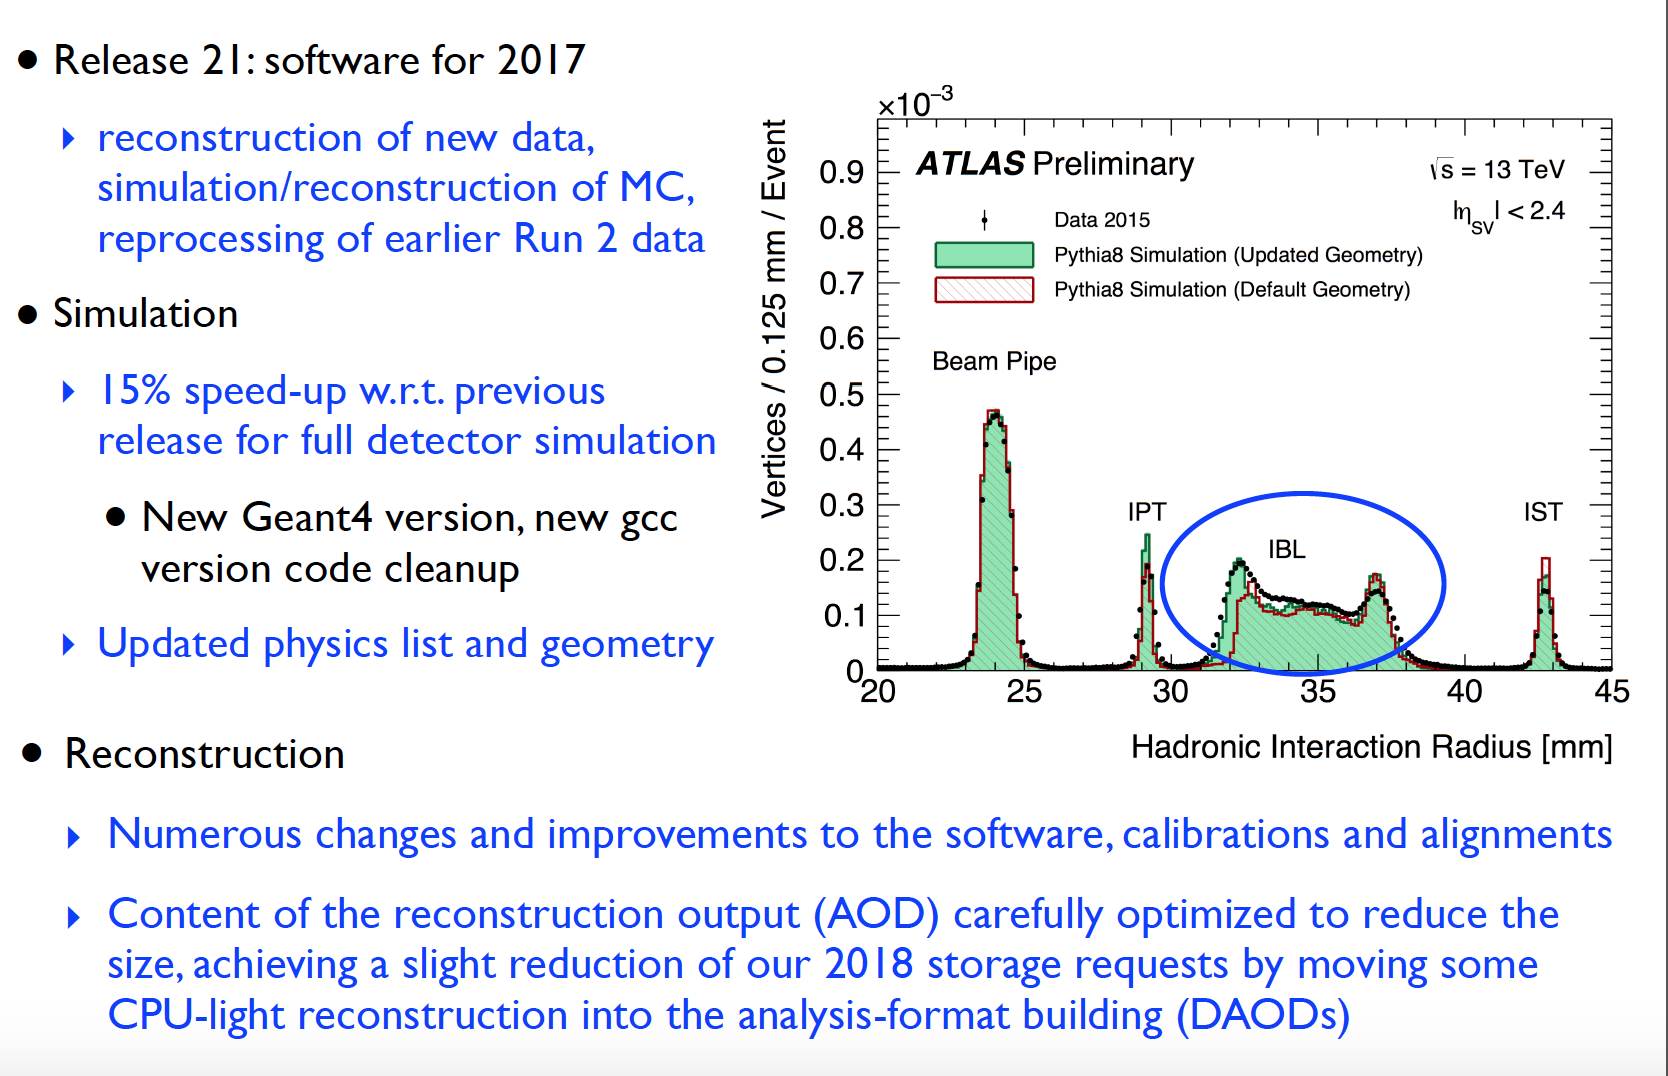 ● Release 21: software for 2017
▸ reconstruction of new data,
simulation/reconstruction of MC,
reprocessing of earlier Run 2 data
● Simulation
▸ 15% speed-up w.r.t. previous
release for full detector simulation
● New Geant4 version, new gcc
version code cleanup
▸ Updated physics list and geometry
×10⁻³
Vertices / 0.125 mm / Event
0.9
0.8
0.7
0.6
0.5
0.4
0.3
0.2
0.1
0
ATLAS Preliminary
√s = 13 TeV
|η_SV| < 2.4
Data 2015
Pythia8 Simulation (Updated Geometry)
Pythia8 Simulation (Default Geometry)
Beam Pipe
IPT
IBL
IST
20 25 30 35 40 45
Hadronic Interaction Radius [mm]
● Reconstruction
▸ Numerous changes and improvements to the software, calibrations and alignments
▸ Content of the reconstruction output (AOD) carefully optimized to reduce the
size, achieving a slight reduction of our 2018 storage requests by moving some
CPU-light reconstruction into the analysis-format building (DAODs)